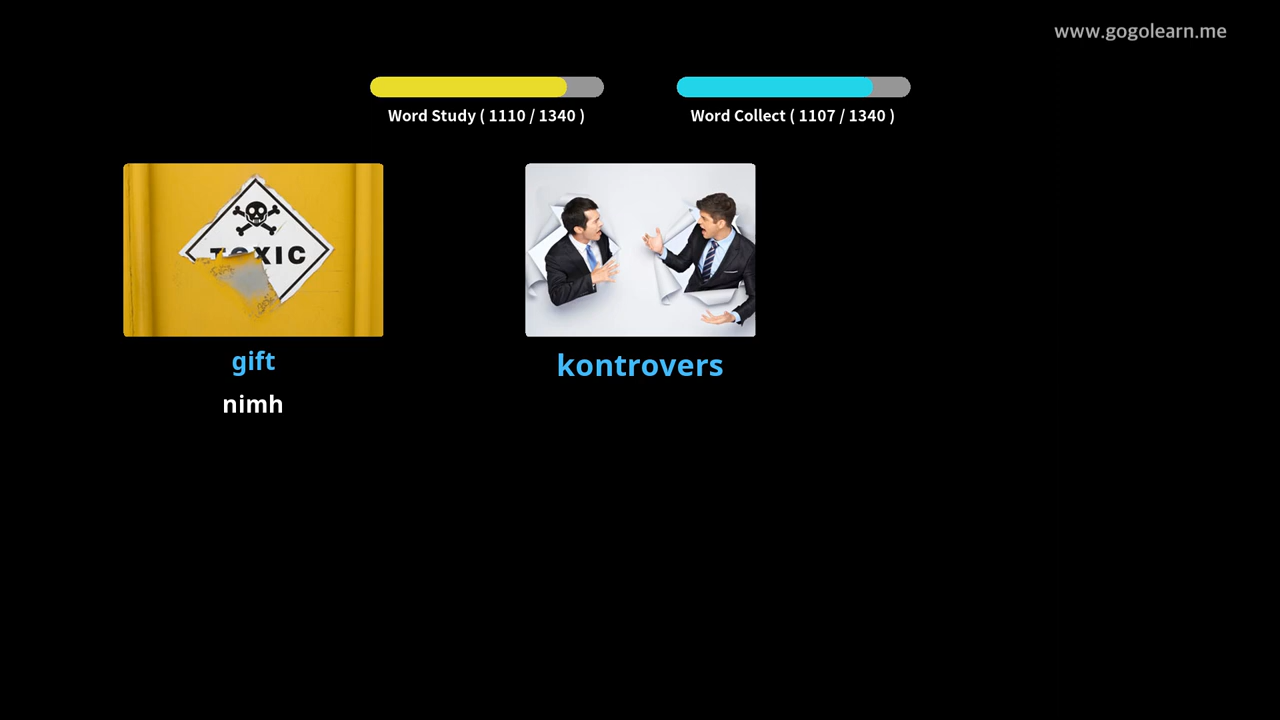 www.gogolearn.me
Word Study ( 1110 / 1340 )
Word Collect ( 1107 / 1340 )
TOXIC
gift
nimh
kontrovers